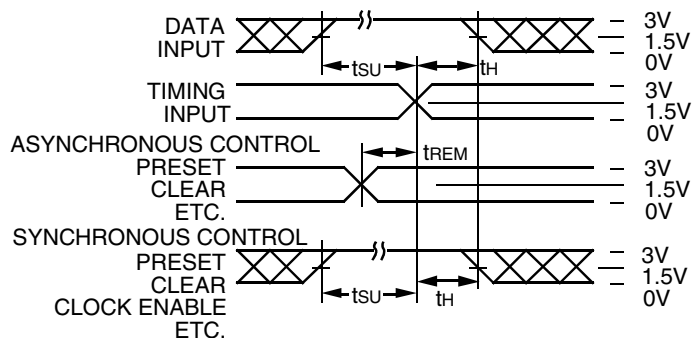 DATA
INPUT
3V
1.5V
0V
tSU
tH
TIMING
INPUT
3V
1.5V
0V
ASYNCHRONOUS CONTROL
PRESET
CLEAR
ETC.
tREM
3V
1.5V
0V
SYNCHRONOUS CONTROL
PRESET
CLEAR
CLOCK ENABLE
ETC.
tSU
tH
3V
1.5V
0V